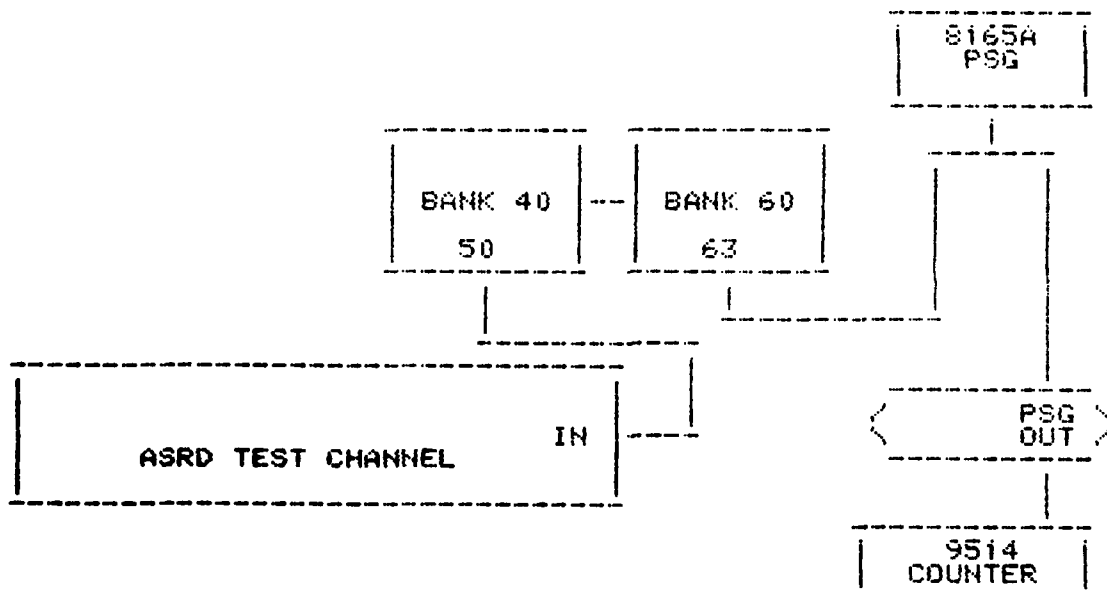 8165A
PSG
BANK 40
BANK 60
50
63
IN
ASRD TEST CHANNEL
PSG
OUT
9514
COUNTER